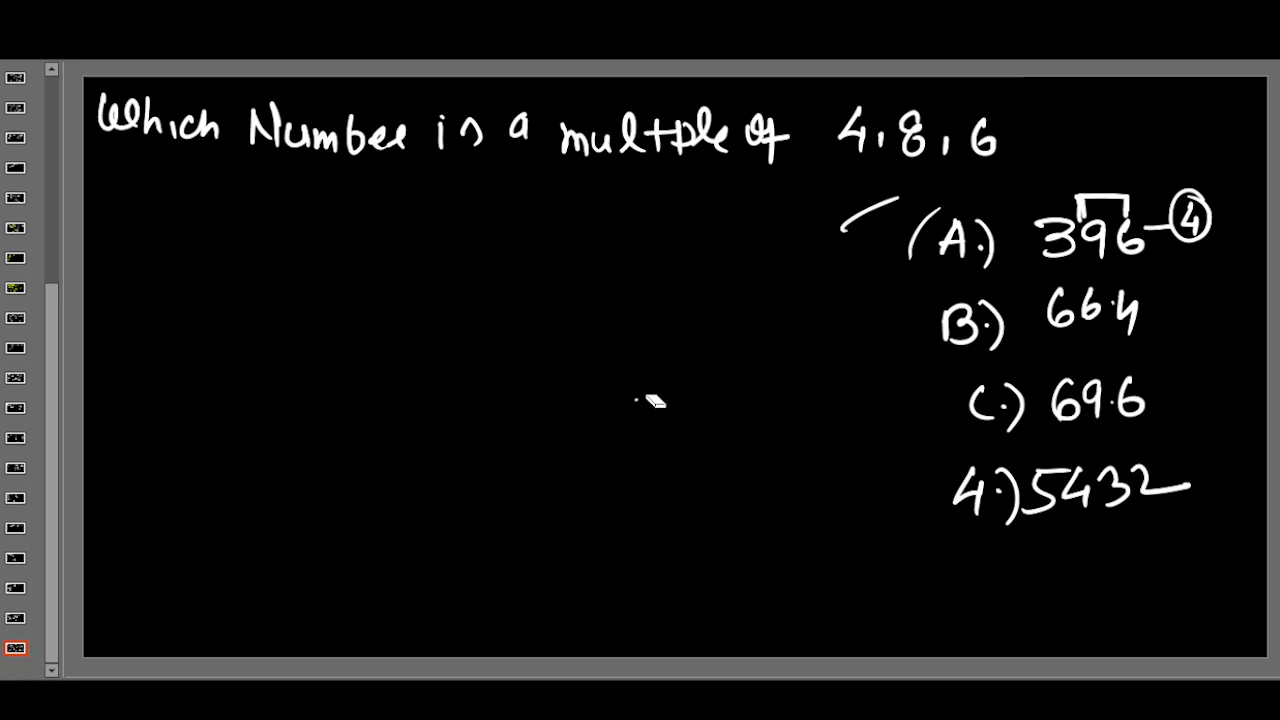 Which Number is a multple of 4, 8, 6
(A.) 396 - 4
B.) 66.4
C.) 69.6
4.) 5432